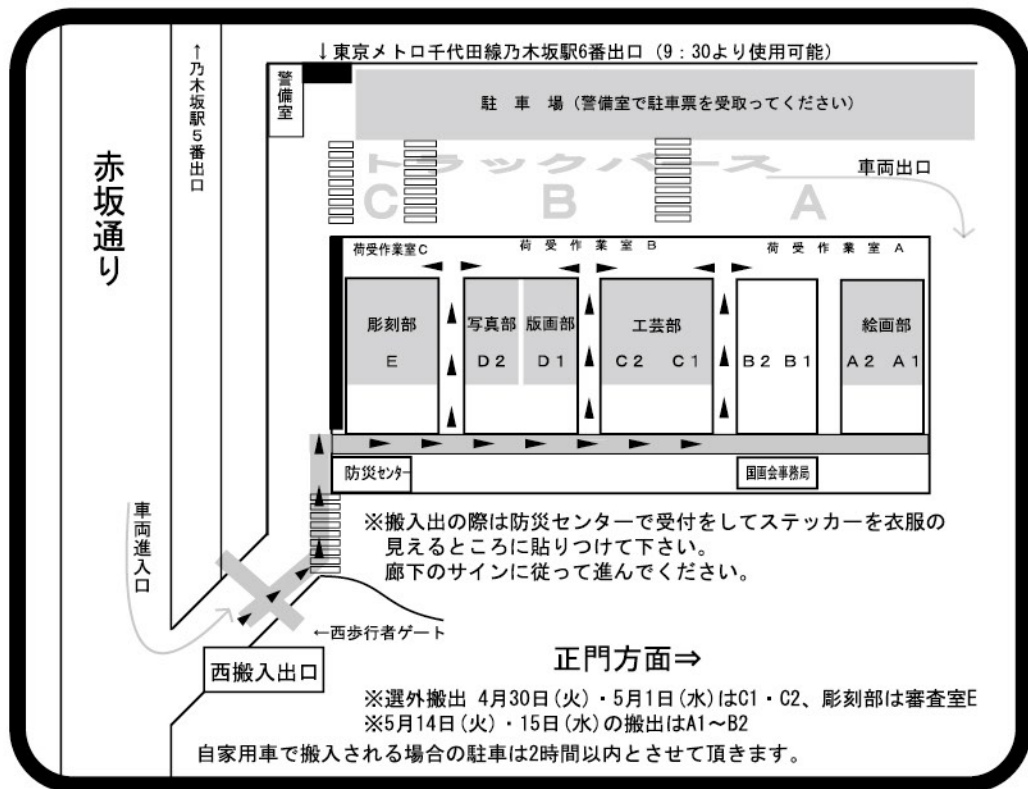 ↓東京メトロ千代田線乃木坂駅6番出口（9：30より使用可能）
↑乃木坂駅5番出口
警備室
駐 車 場（警備室で駐車票を受取ってください）
赤坂通り
トラックバース
車両出口
C B A
荷受作業室C
荷受作業室B
荷受作業室A
彫刻部
写真部
版画部
工芸部
絵画部
E
D2
D1
C2 C1
B2 B1
A2 A1
防災センター
国画会事務局
車両進入口
※搬入出の際は防災センターで受付をしてステッカーを衣服の
見えるところに貼りつけて下さい。
廊下のサインに従って進んでください。
←西歩行者ゲート
西搬入出口
正門方面⇒
※選外搬出 4月30日(火)・5月1日(水)はC1・C2、彫刻部は審査室E
※5月14日(火)・15日(水)の搬出はA1～B2
自家用車で搬入される場合の駐車は2時間以内とさせて頂きます。